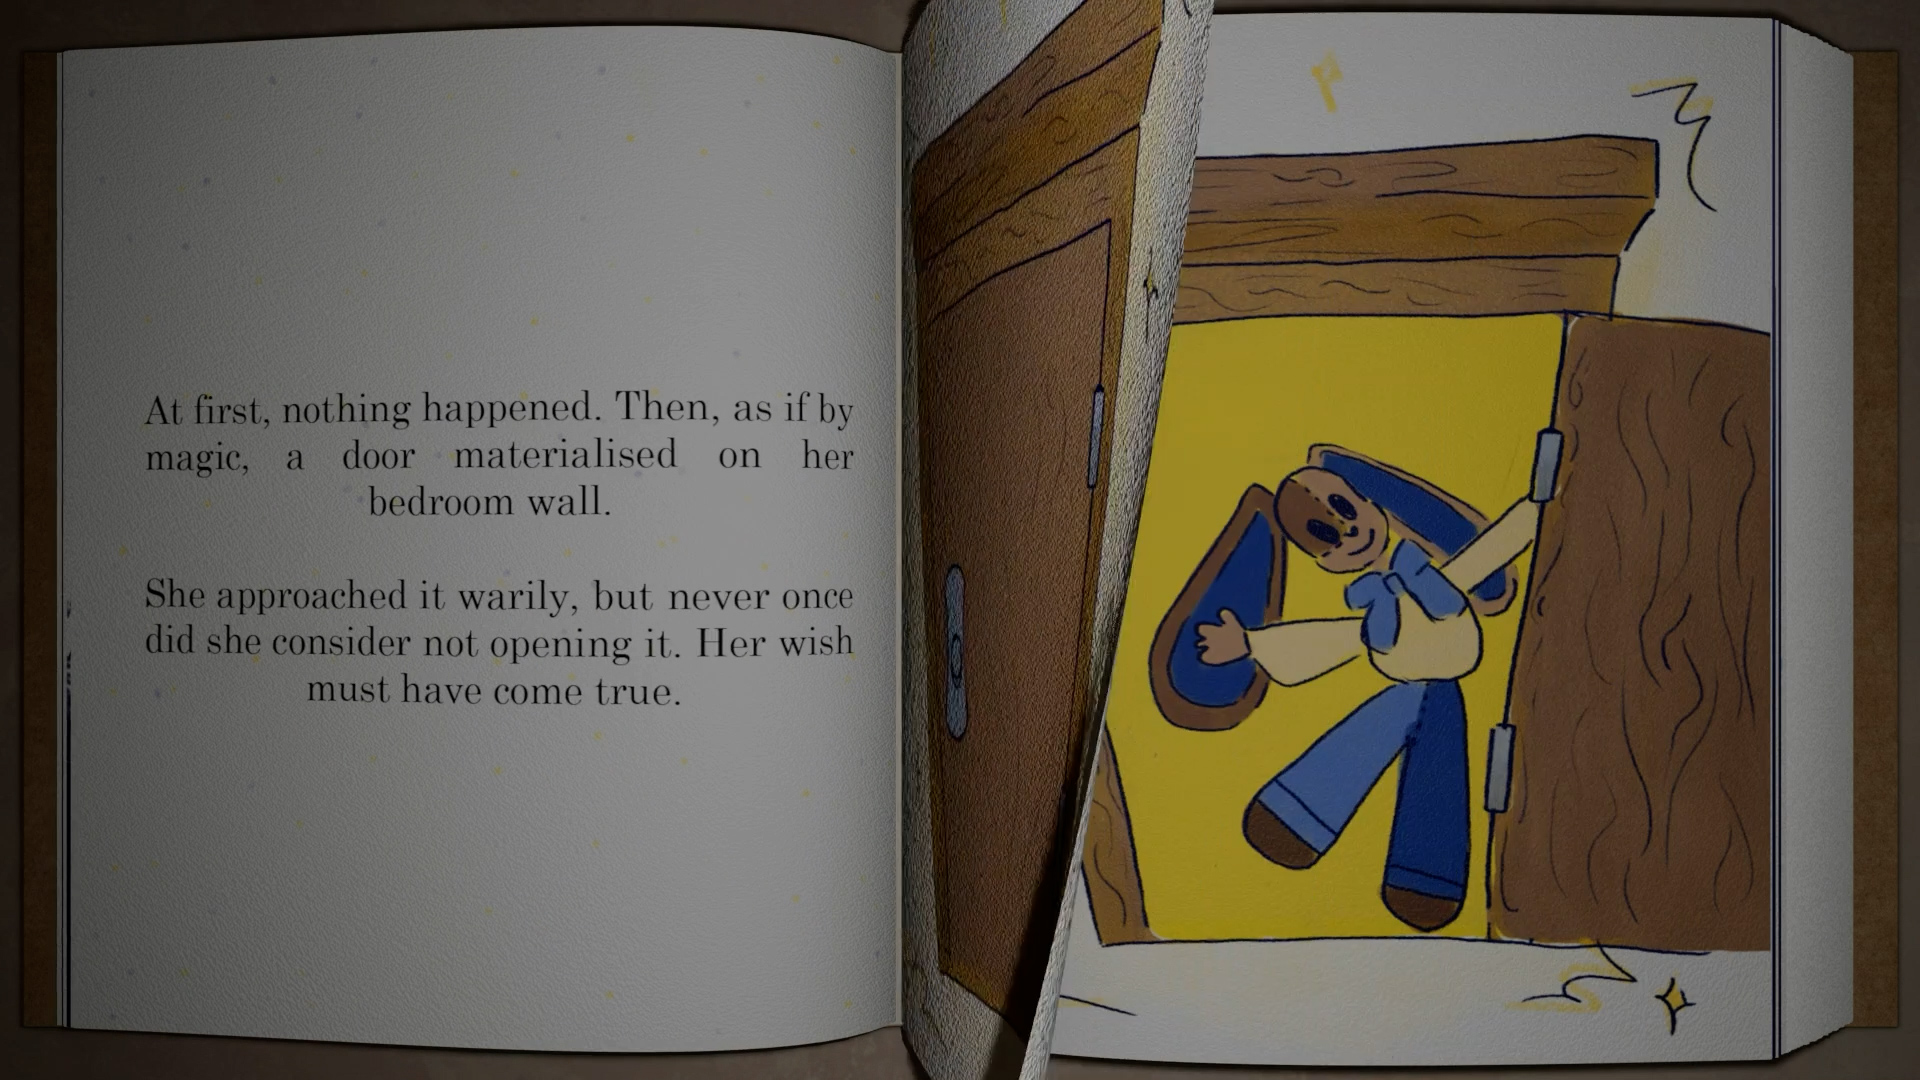 At first, nothing happened. Then, as if by
magic, a door materialised on her
bedroom wall.
She approached it warily, but never once
did she consider not opening it. Her wish
must have come true.